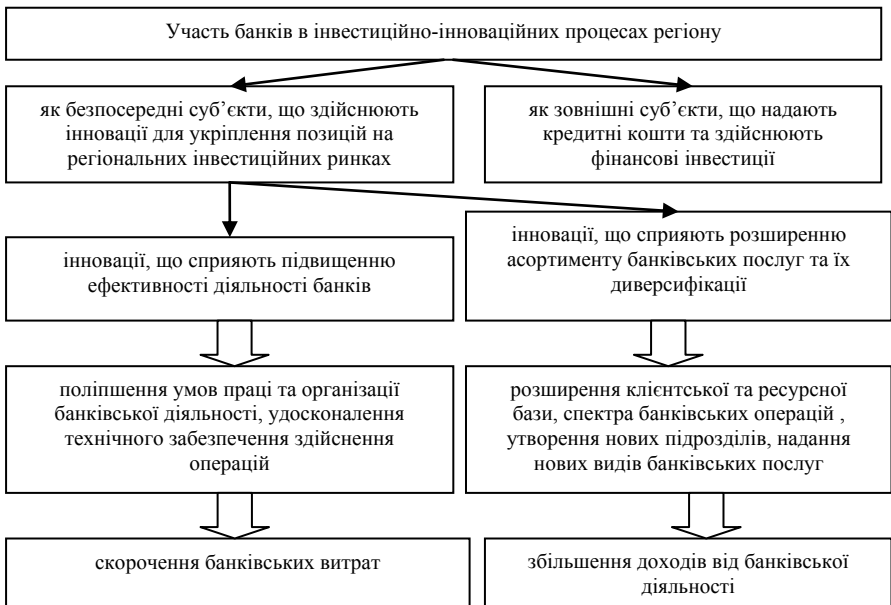 Участь банків в інвестиційно-інноваційних процесах регіону
як безпосередні суб’єкти, що здійснюють
інновації для укріплення позицій на
регіональних інвестиційних ринках
як зовнішні суб’єкти, що надають
кредитні кошти та здійснюють
фінансові інвестиції
інновації, що сприяють підвищенню
ефективності діяльності банків
інновації, що сприяють розширенню
асортименту банківських послуг та їх
диверсифікації
поліпшення умов праці та організації
банківської діяльності, удосконалення
технічного забезпечення здійснення
операцій
розширення клієнтської та ресурсної
бази, спектра банківських операцій ,
утворення нових підрозділів, надання
нових видів банківських послуг
скорочення банківських витрат
збільшення доходів від банківської
діяльності